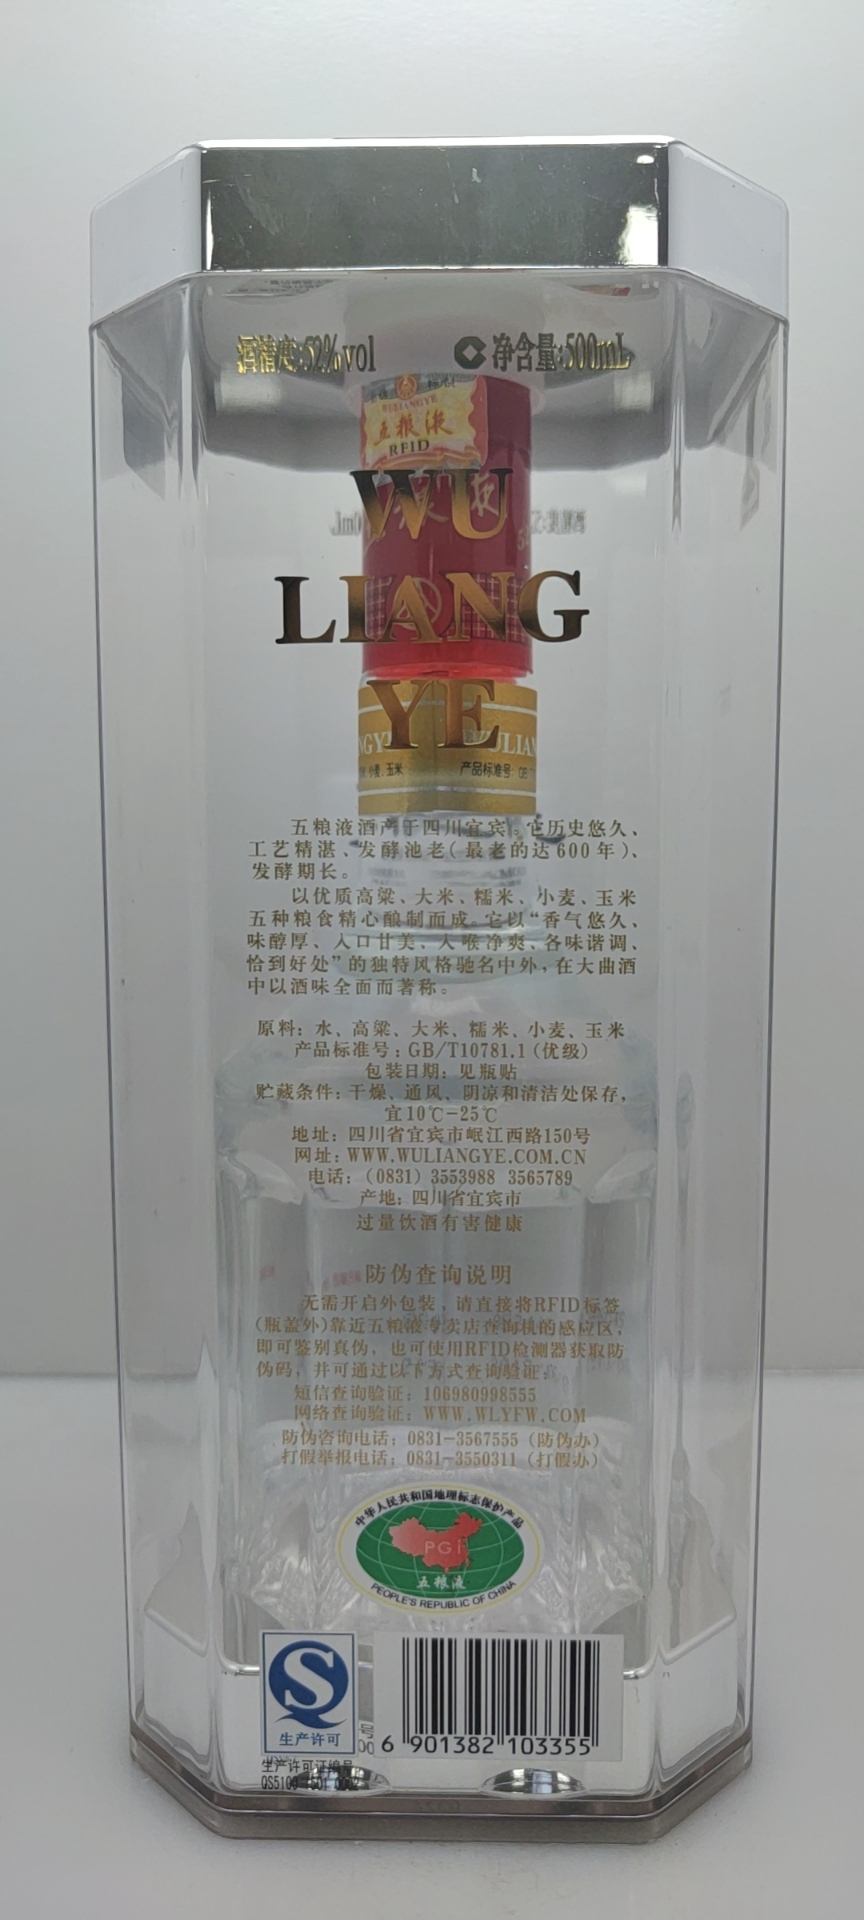 酒精度:52%vol
净含量:500mL
WULIANGYE
五粮液
RFID
WU
LIANG
YE
小麦、玉米
产品标准号:
五粮液酒产于四川宜宾。它历史悠久、
工艺精湛、发酵池老(最老的达600年)、
发酵期长。
以优质高粱、大米、糯米、小麦、玉米
五种粮食精心酿制而成。它以“香气悠久、
味醇厚、入口甘美、入喉净爽、各味谐调、
恰到好处”的独特风格驰名中外,在大曲酒
中以酒味全面而著称。
原料: 水、高粱、大米、糯米、小麦、玉米
产品标准号: GB/T10781.1(优级)
包装日期: 见瓶贴
贮藏条件: 干燥、通风、阴凉和清洁处保存,
宜10℃-25℃
地址: 四川省宜宾市岷江西路150号
网址: WWW.WULIANGYE.COM.CN
电话: (0831) 3553988 3565789
产地: 四川省宜宾市
过量饮酒有害健康
防伪查询说明
无需开启外包装,请直接将RFID标签
(瓶盖外)靠近五粮液专卖店查询机的感应区,
即可鉴别真伪, 也可使用RFID检测器获取防
伪码, 并可通过以下方式查询验证:
短信查询验证: 106980998555
网络查询验证: WWW.WLYFW.COM
防伪咨询电话: 0831-3567555 (防伪办)
打假举报电话: 0831-3550311 (打假办)
中华人民共和国地理标志保护产品
PGI
五粮液
PEOPLE'S REPUBLIC OF CHINA
生产许可
6 901382 103355
生产许可证编号